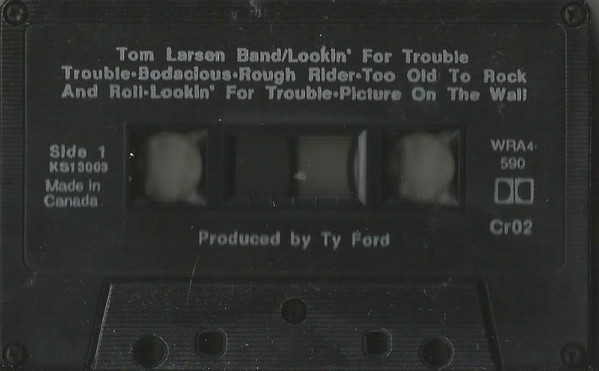 Tom Larsen Band/Lookin' For Trouble
Trouble•Bodacious•Rough Rider•Too Old To Rock
And Roll•Lookin' For Trouble•Picture On The Wall
Side 1
KS13003
Made in
Canada
WRA4-
590
Cr02
Produced by Ty Ford